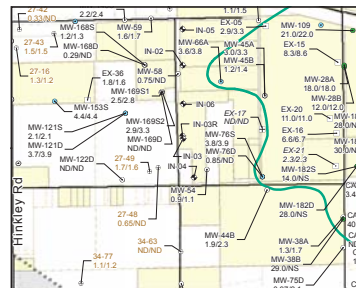 27-42
0.33/ND
2.2/2.4
MW-59
1.6/1.7
1.1/1.5
EX-05
2.9/3.3
MW-168S
1.2/1.3
MW-168D
0.29/ND
IN-05
MW-109
21.0/22.0
27-43
1.5/1.5
IN-02
MW-66A
3.6/3.8
MW-45A
3.0/3.3
MW-45B
1.2/1.4
EX-15
8.3/8.6
27-16
1.3/1.2
EX-36
1.8/1.6
MW-58
0.75/ND
MW-28A
18.0/18.0
MW-28B
12.0/12.0
MW-169S1
2.5/2.8
MW-153S
4.4/4.4
IN-06
EX-17
ND/ND
EX-20
11.0/11.0
MW-169S2
2.9/3.3
MW-169D
ND/ND
MW-121S
2.1/2.1
MW-121D
3.7/3.9
IN-03R
MW-76S
3.8/3.9
MW-76D
0.85/ND
EX-16
6.6/6.7
EX-21
2.3/2.3
IN-03
IN-04
MW-122D
ND/ND
27-49
1.7/1.6
MW-182S
14.0/NS
Hinkley Rd
27-48
0.65/ND
MW-54
0.9/1.1
MW-182D
28.0/NS
34-63
ND/ND
MW-44B
1.9/2.3
MW-38A
1.3/1.7
MW-38B
29.0/NS
34-77
1.1/1.2
MW-75D